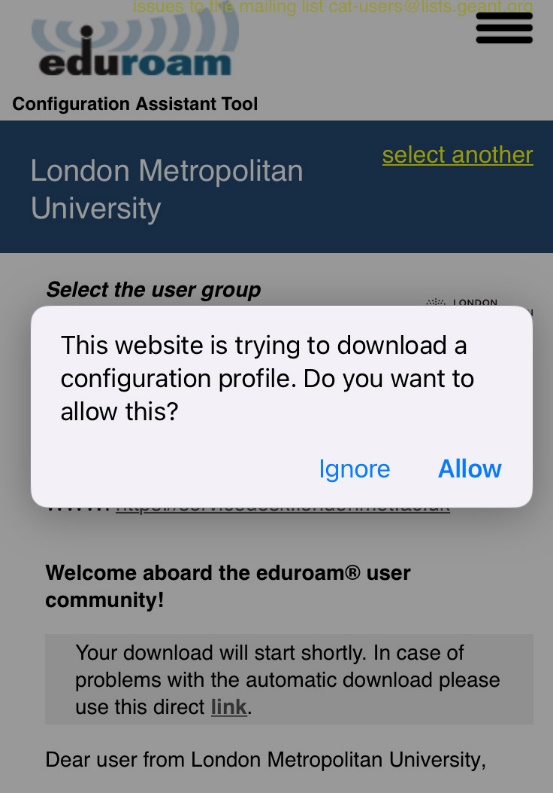 issues to the mailing list cat-users@lists.geant.org
eduroam
Configuration Assistant Tool
London Metropolitan
University
select another
Select the user group
LONDON
This website is trying to download a
configuration profile. Do you want to
allow this?
Ignore
Allow
Welcome aboard the eduroam® user
community!
Your download will start shortly. In case of
problems with the automatic download please
use this direct link.
Dear user from London Metropolitan University,